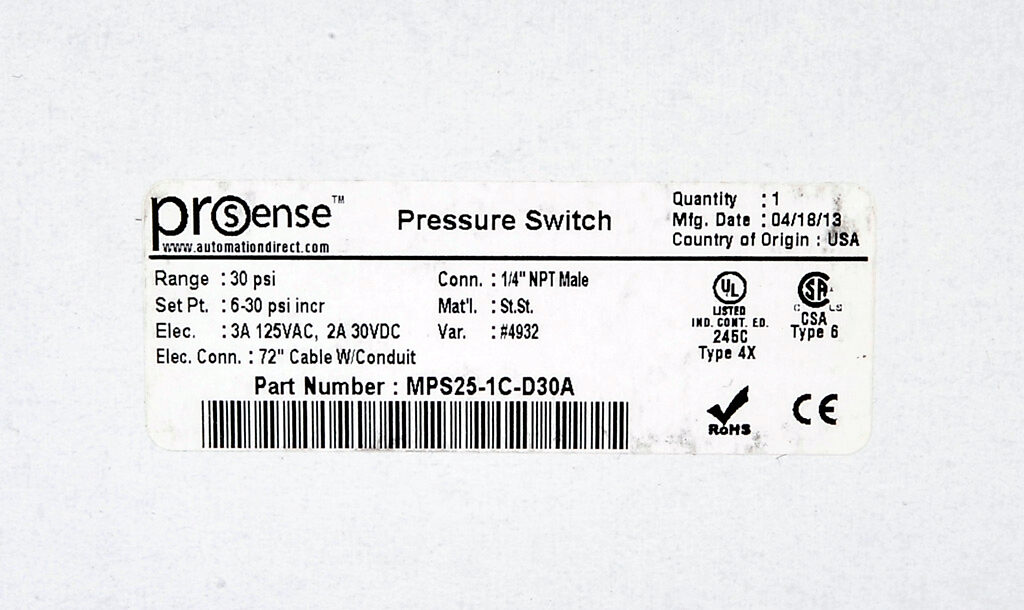 prosense™
www.automationdirect.com
Pressure Switch
Quantity : 1
Mfg. Date : 04/18/13
Country of Origin : USA
Range : 30 psi
Set Pt. : 6-30 psi incr
Elec. : 3A 125VAC, 2A 30VDC
Elec. Conn. : 72" Cable W/Conduit
Conn. : 1/4" NPT Male
Mat'l. : St.St.
Var. : #4932
Part Number : MPS25-1C-D30A
UL
LISTED
IND. CONT. EQ.
245C
Type 4X
SA
CSA
Type 6
RoHS
CE